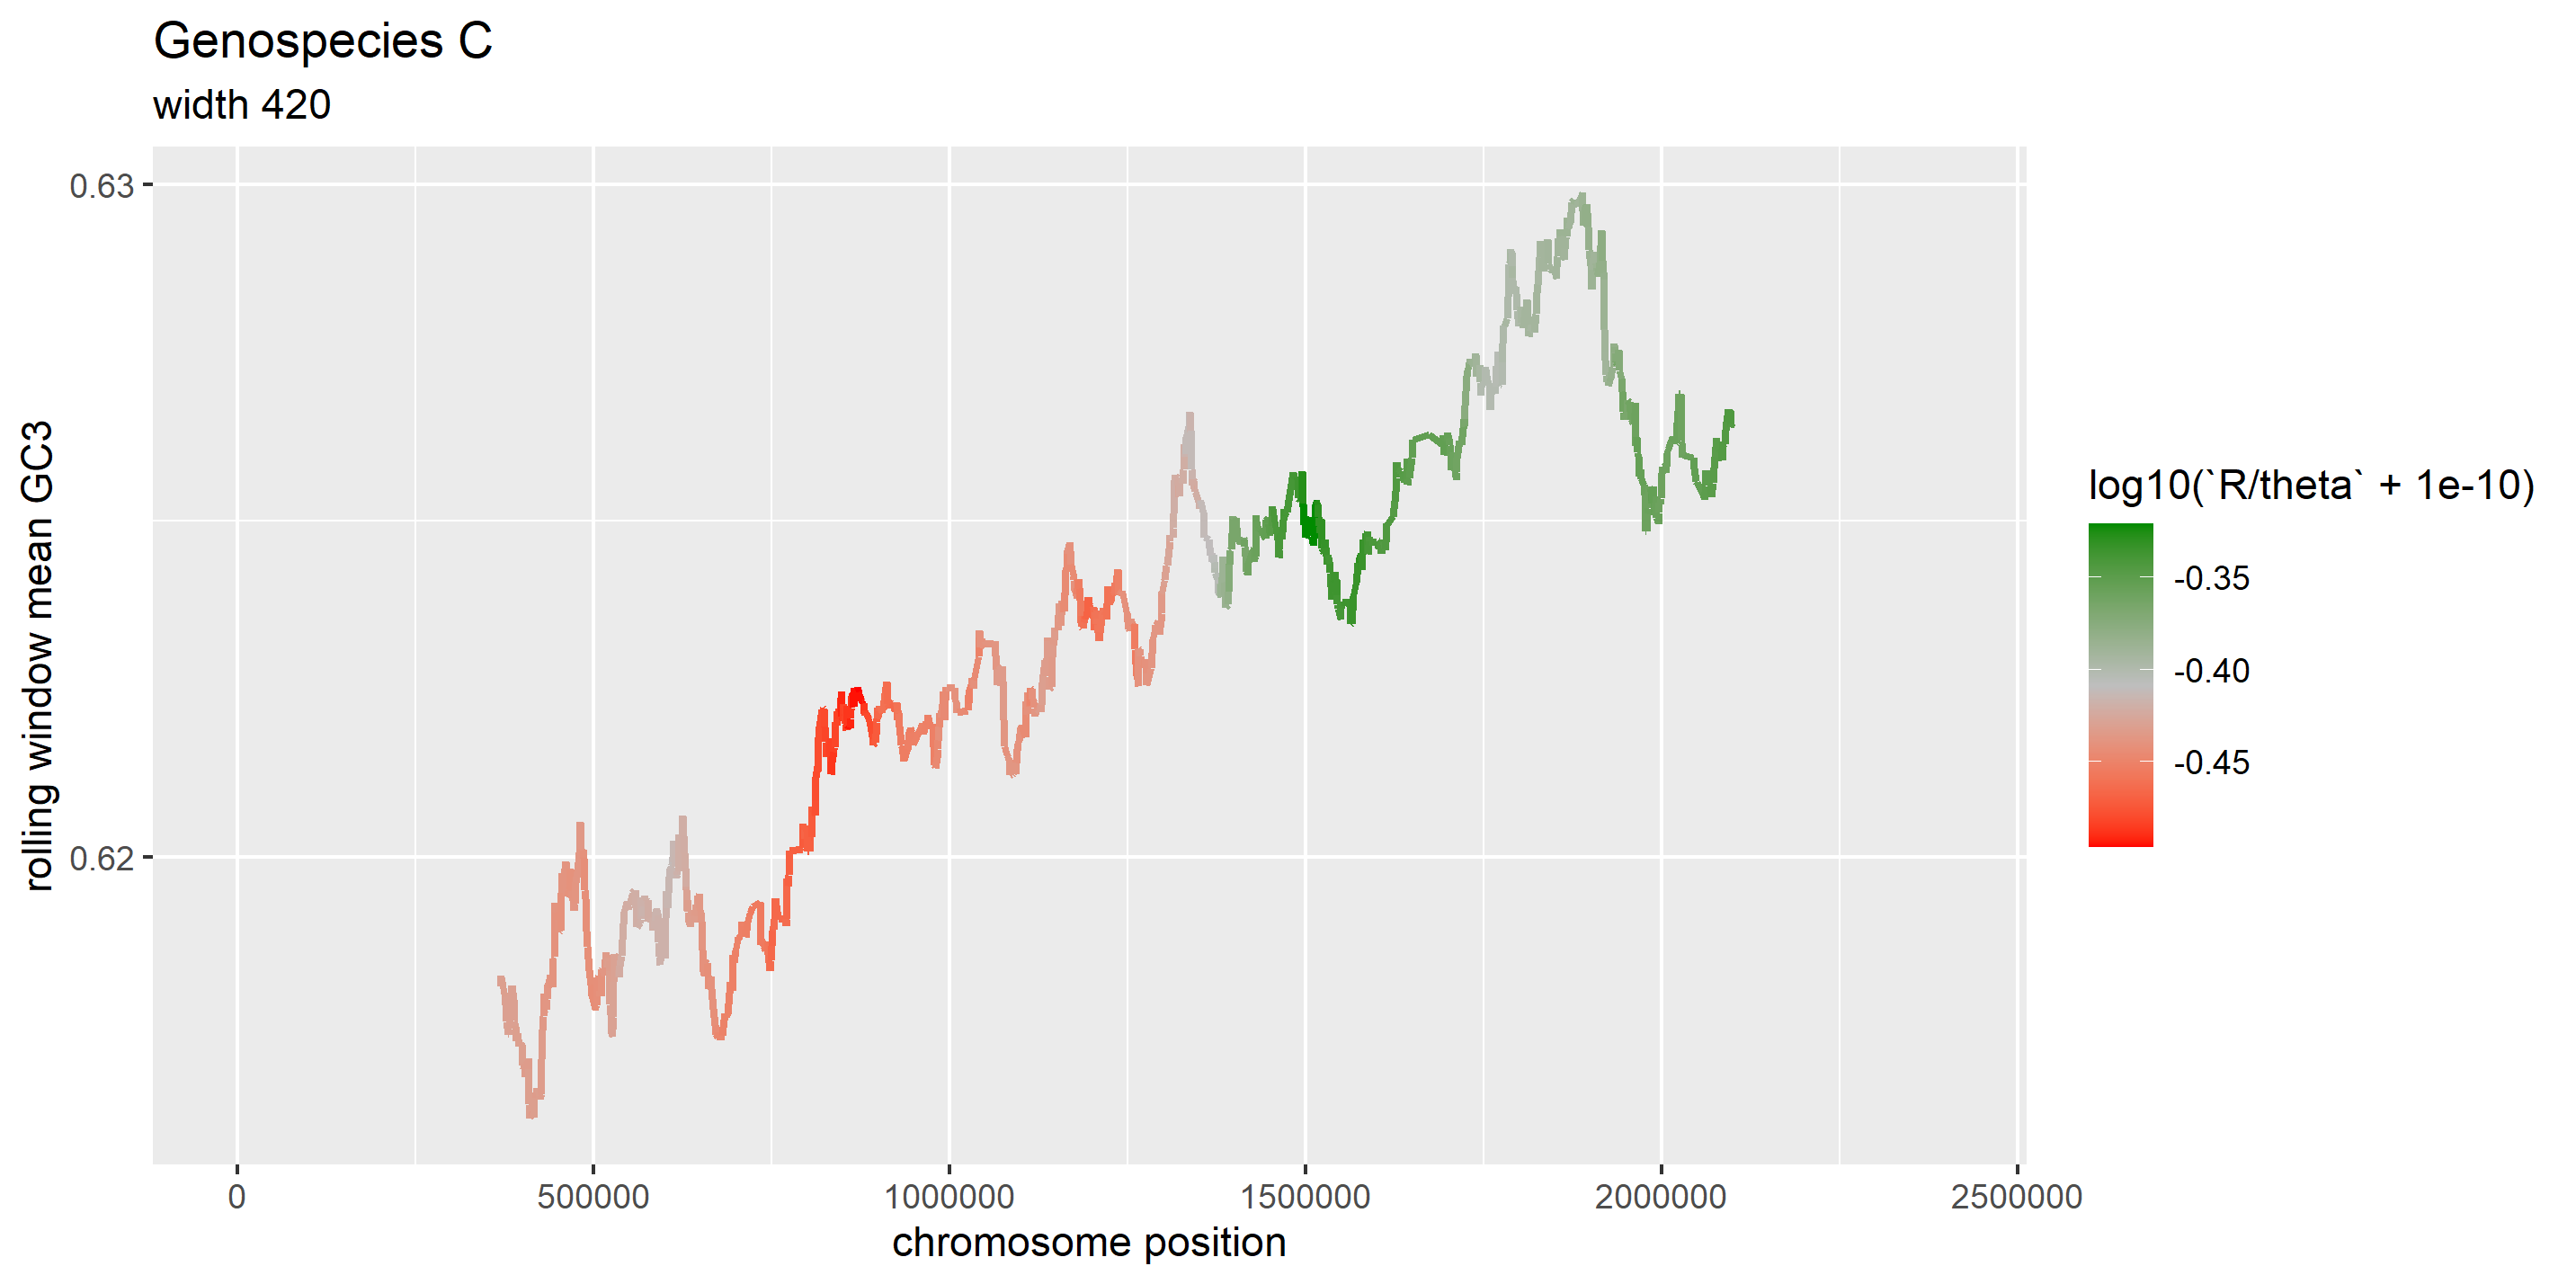 Genospecies C
width 420
0.63
0.62
rolling window mean GC3
0 500000 1000000 1500000 2000000 2500000
chromosome position
log10(`R/theta` + 1e-10)
-0.35
-0.40
-0.45